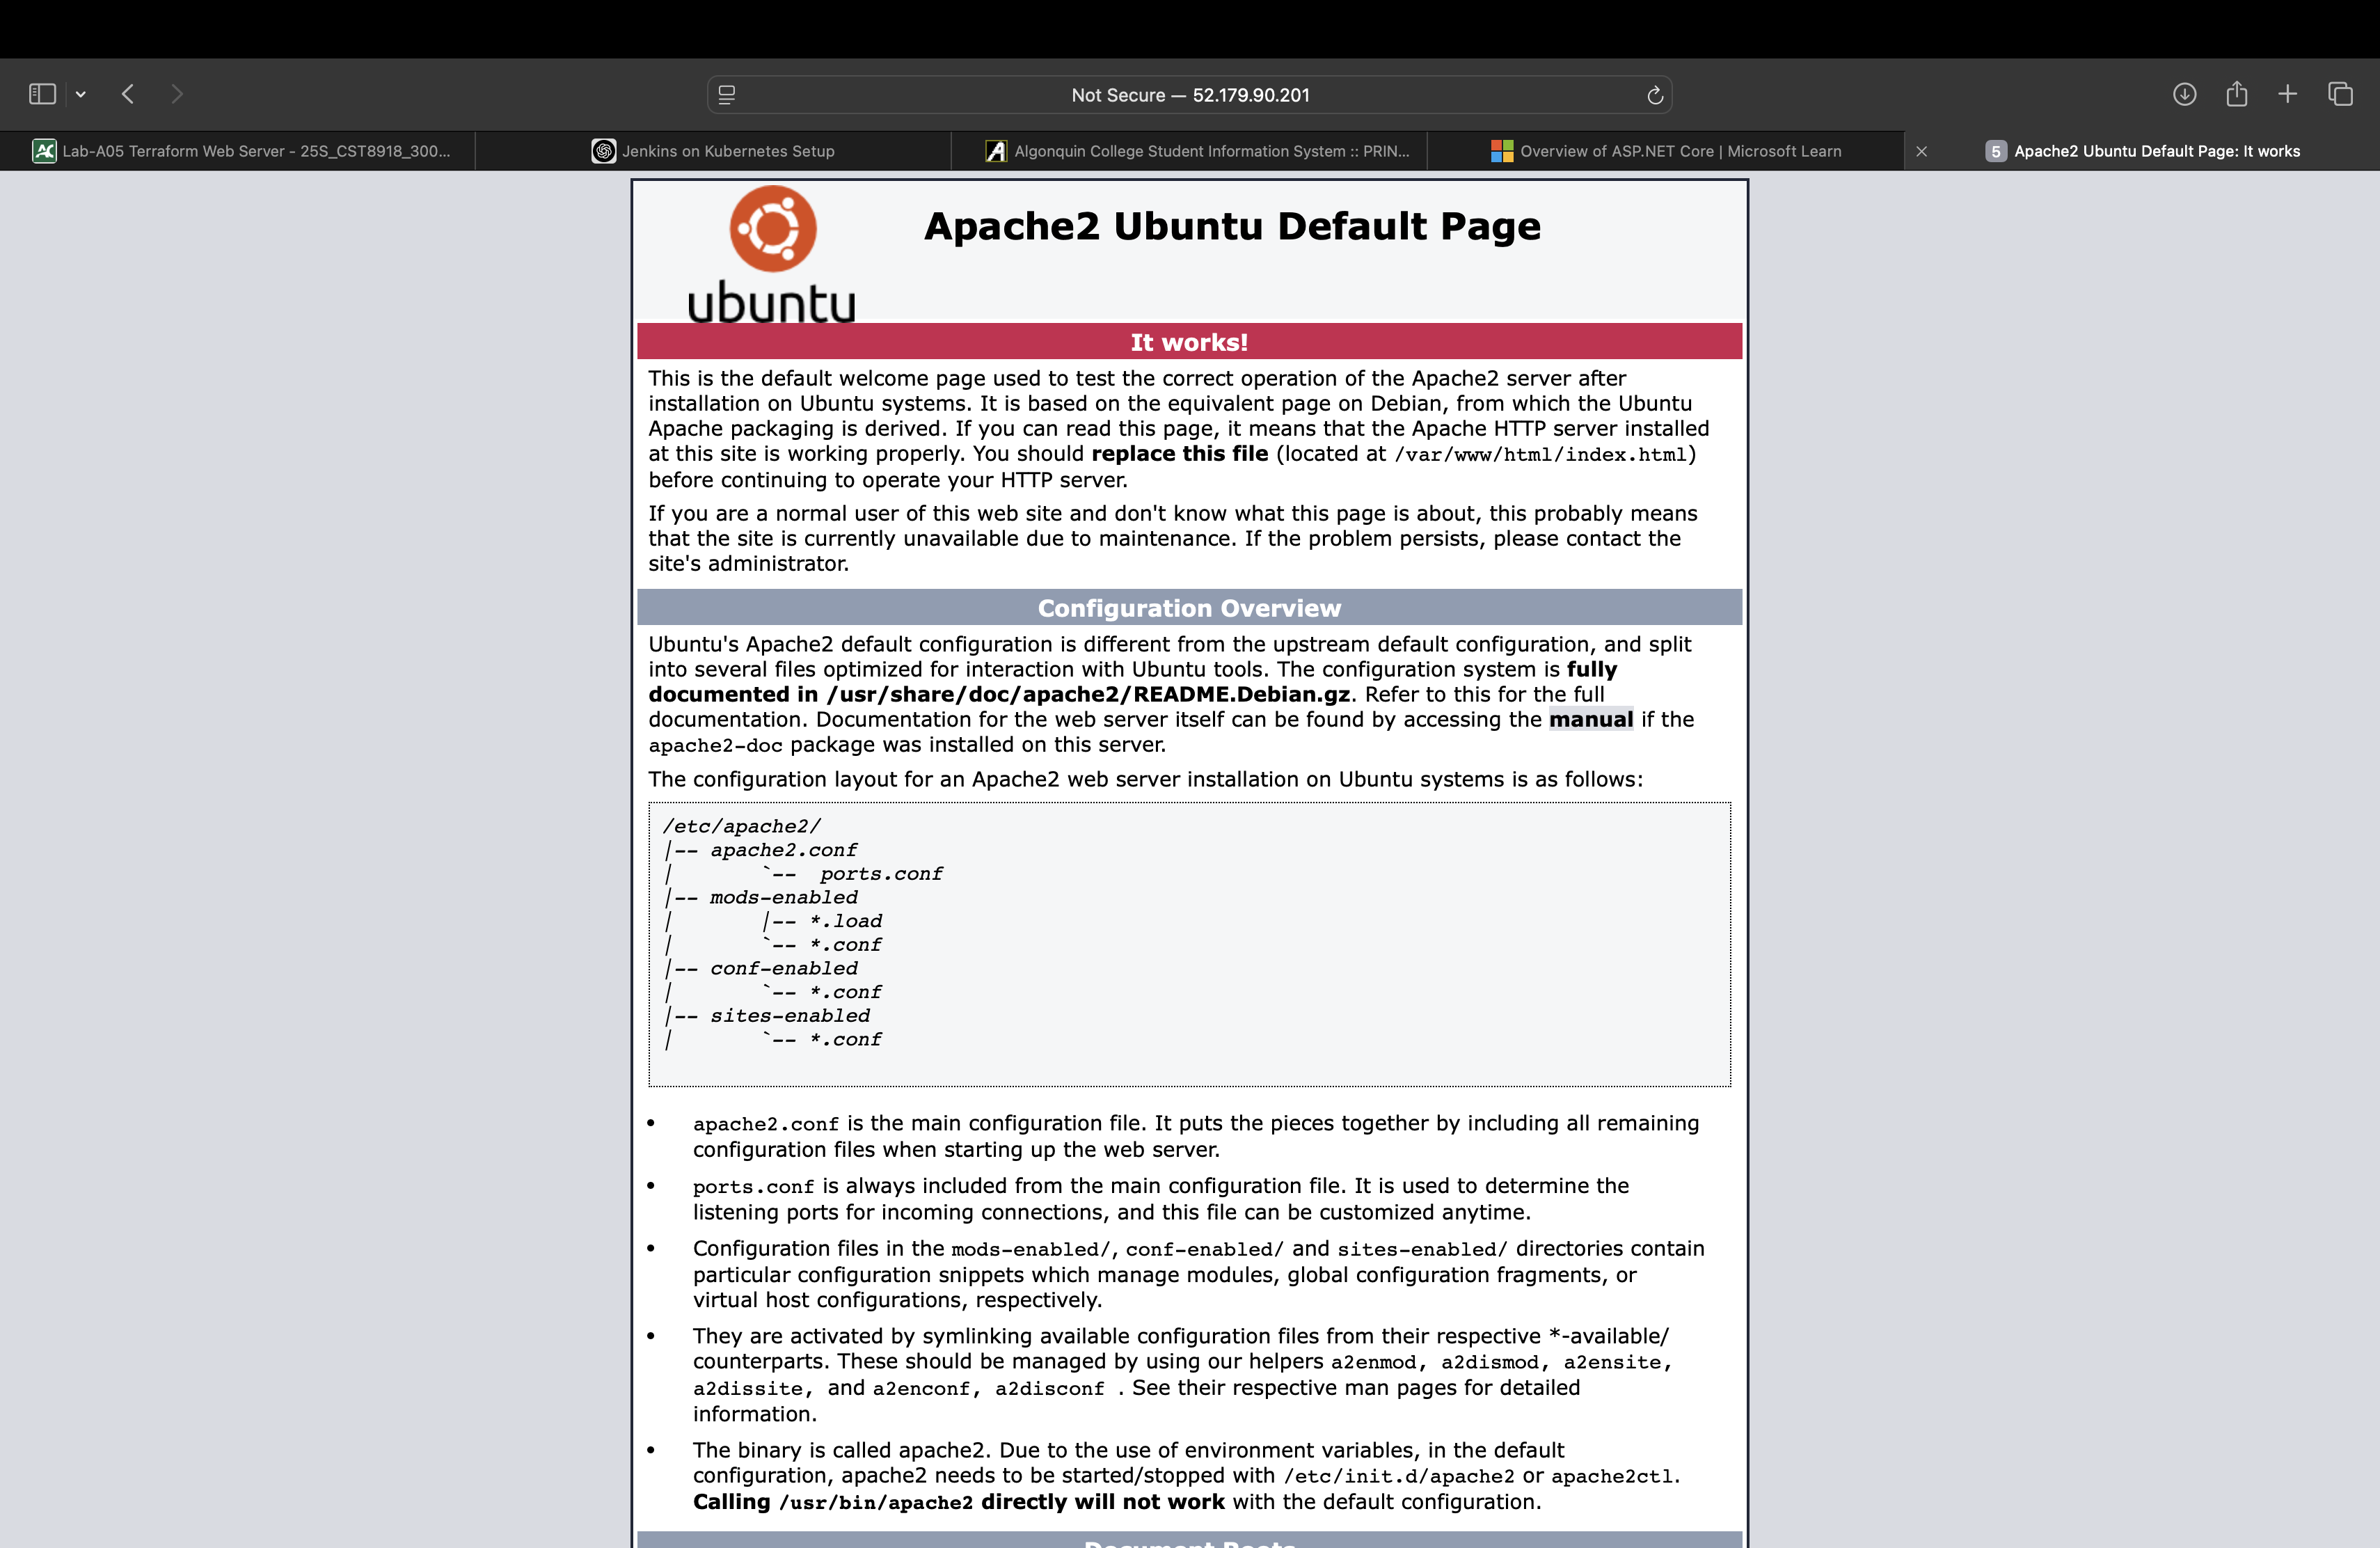 Not Secure — 52.179.90.201
Lab-A05 Terraform Web Server - 25S_CST8918_300...
Jenkins on Kubernetes Setup
Algonquin College Student Information System :: PRIN...
Overview of ASP.NET Core | Microsoft Learn
5 Apache2 Ubuntu Default Page: It works
ubuntu
Apache2 Ubuntu Default Page
It works!
This is the default welcome page used to test the correct operation of the Apache2 server after
installation on Ubuntu systems. It is based on the equivalent page on Debian, from which the Ubuntu
Apache packaging is derived. If you can read this page, it means that the Apache HTTP server installed
at this site is working properly. You should replace this file (located at /var/www/html/index.html)
before continuing to operate your HTTP server.
If you are a normal user of this web site and don't know what this page is about, this probably means
that the site is currently unavailable due to maintenance. If the problem persists, please contact the
site's administrator.
Configuration Overview
Ubuntu's Apache2 default configuration is different from the upstream default configuration, and split
into several files optimized for interaction with Ubuntu tools. The configuration system is fully
documented in /usr/share/doc/apache2/README.Debian.gz. Refer to this for the full
documentation. Documentation for the web server itself can be found by accessing the manual if the
apache2-doc package was installed on this server.
The configuration layout for an Apache2 web server installation on Ubuntu systems is as follows:
/etc/apache2/
|-- apache2.conf
|       `--  ports.conf
|-- mods-enabled
|       |-- *.load
|       `-- *.conf
|-- conf-enabled
|       `-- *.conf
|-- sites-enabled
|       `-- *.conf
• apache2.conf is the main configuration file. It puts the pieces together by including all remaining
configuration files when starting up the web server.
• ports.conf is always included from the main configuration file. It is used to determine the
listening ports for incoming connections, and this file can be customized anytime.
• Configuration files in the mods-enabled/, conf-enabled/ and sites-enabled/ directories contain
particular configuration snippets which manage modules, global configuration fragments, or
virtual host configurations, respectively.
• They are activated by symlinking available configuration files from their respective *-available/
counterparts. These should be managed by using our helpers a2enmod, a2dismod, a2ensite,
a2dissite, and a2enconf, a2disconf . See their respective man pages for detailed
information.
• The binary is called apache2. Due to the use of environment variables, in the default
configuration, apache2 needs to be started/stopped with /etc/init.d/apache2 or apache2ctl.
Calling /usr/bin/apache2 directly will not work with the default configuration.
Document Roots